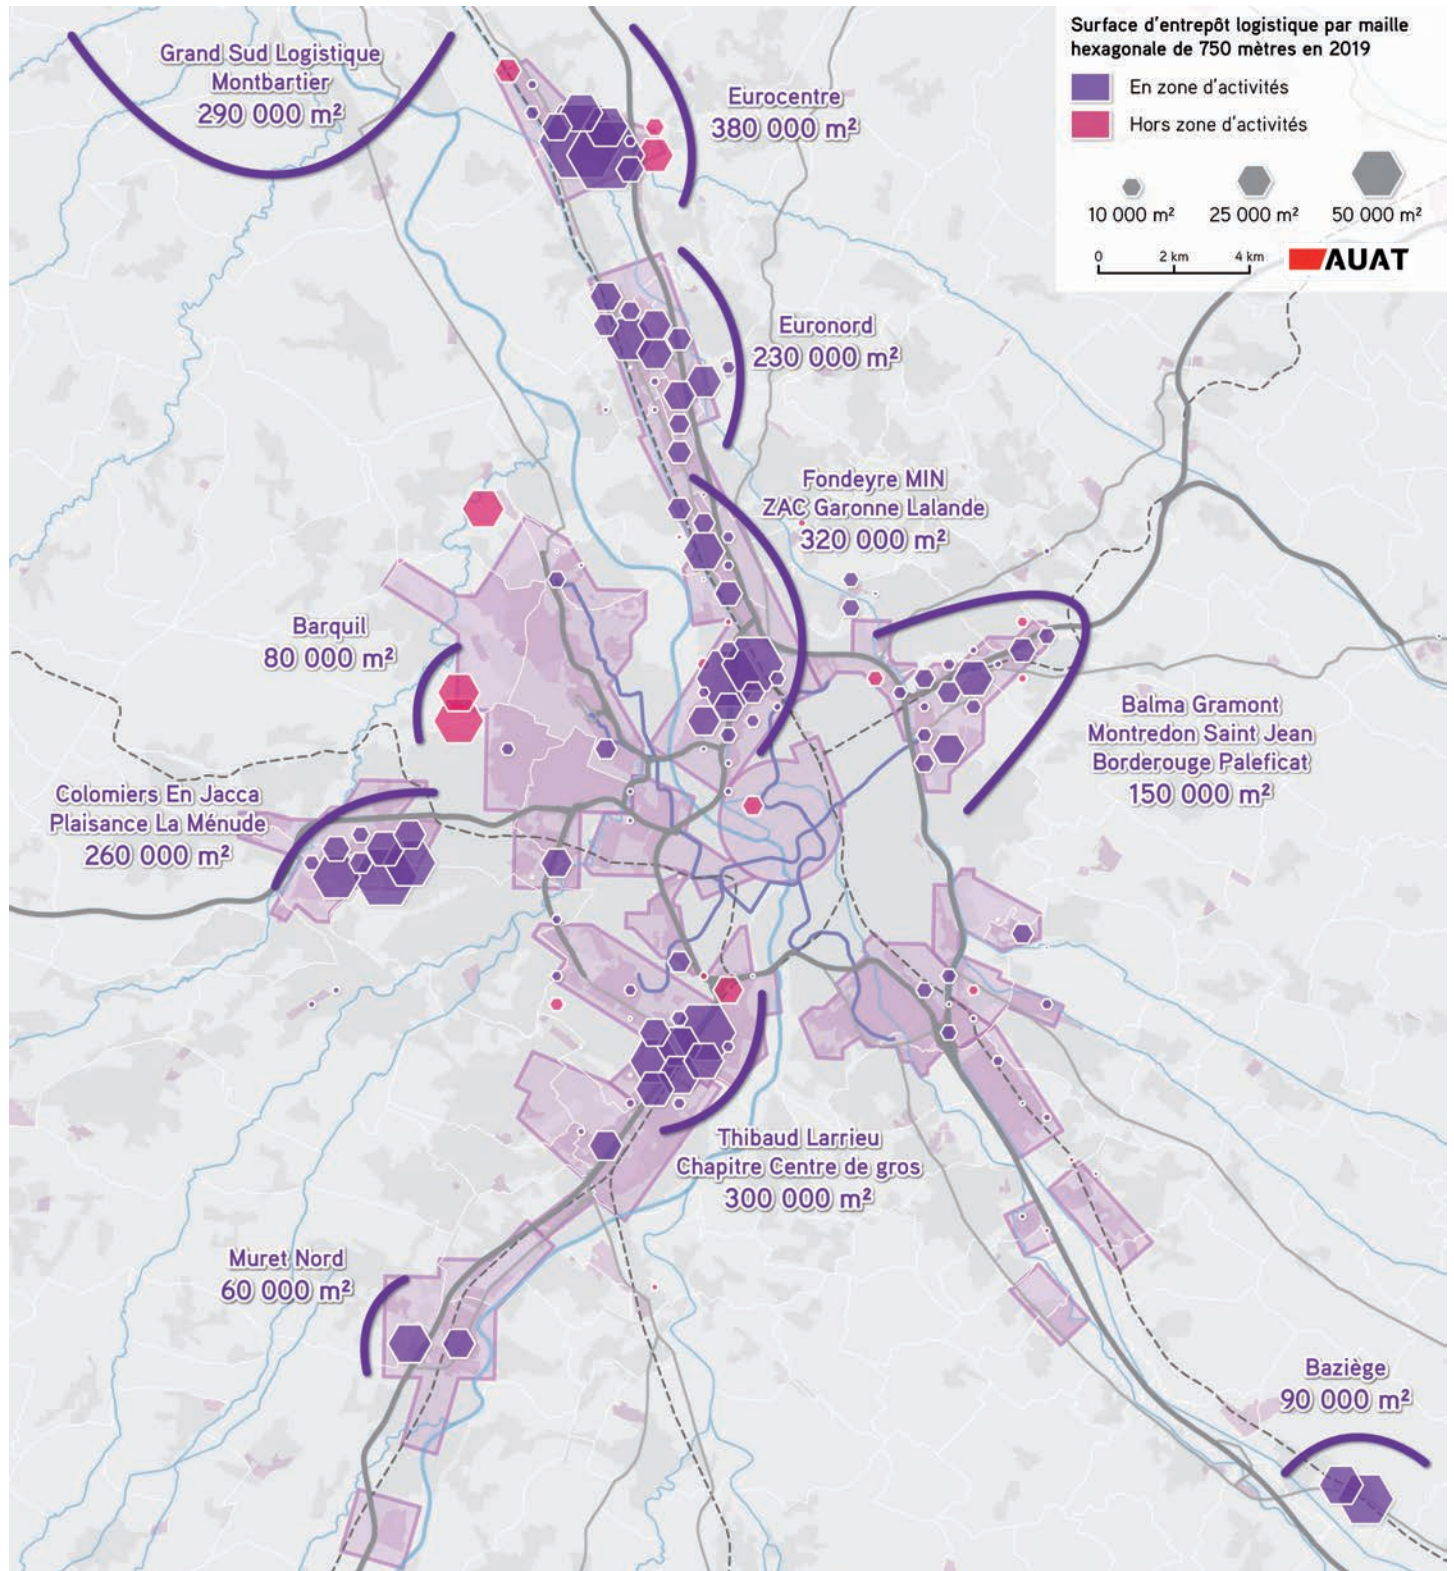 Grand Sud Logistique
Montbartier
290 000 m²
Eurocentre
380 000 m²
Surface d'entrepôt logistique par maille
hexagonale de 750 mètres en 2019
En zone d'activités
Hors zone d'activités
10 000 m²
25 000 m²
50 000 m²
0
2 km
4 km
AUAT
Euronord
230 000 m²
Fondeyre MIN
ZAC Garonne Lalande
320 000 m²
Barquil
80 000 m²
Balma Gramont
Montredon Saint Jean
Borderouge Paleficat
150 000 m²
Colomiers En Jacca
Plaisance La Ménude
260 000 m²
Thibaud Larrieu
Chapitre Centre de gros
300 000 m²
Muret Nord
60 000 m²
Baziège
90 000 m²